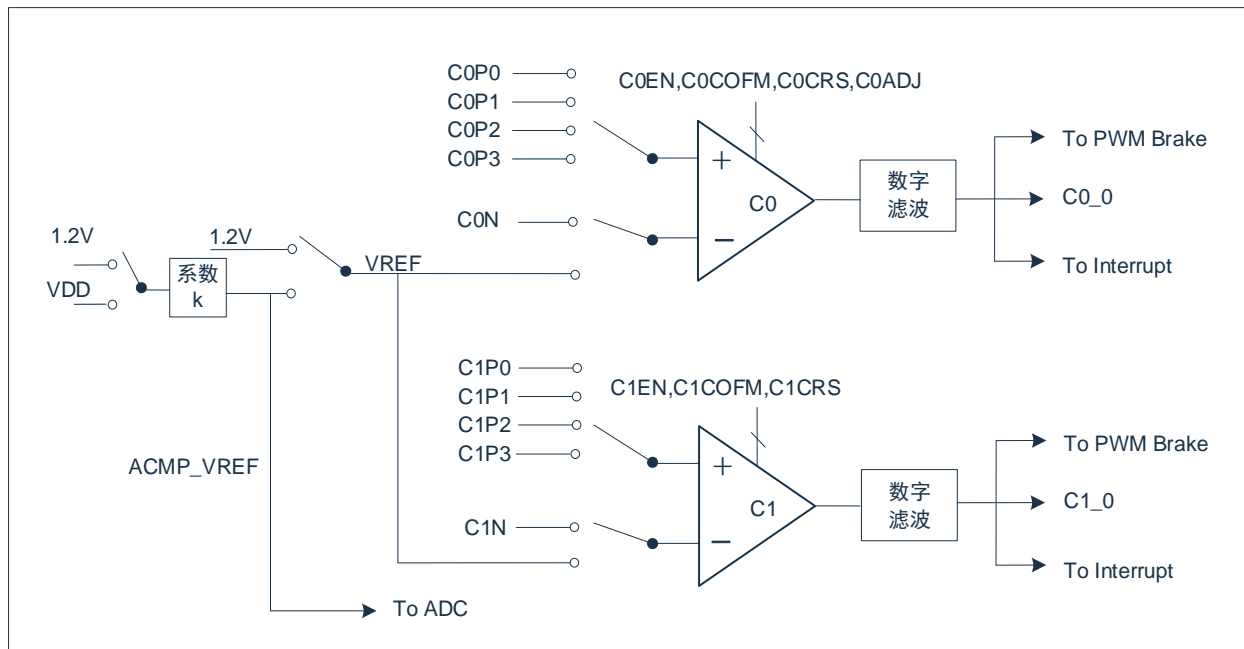 C0P0
C0P1
C0P2
C0P3
C0N
C0EN,C0COFM,C0CRS,C0ADJ
+
−
C0
数字
滤波
To PWM Brake
C0_0
To Interrupt
1.2V
VDD
系数
k
1.2V
VREF
ACMP_VREF
To ADC
C1P0
C1P1
C1P2
C1P3
C1N
C1EN,C1COFM,C1CRS
+
−
C1
数字
滤波
To PWM Brake
C1_0
To Interrupt